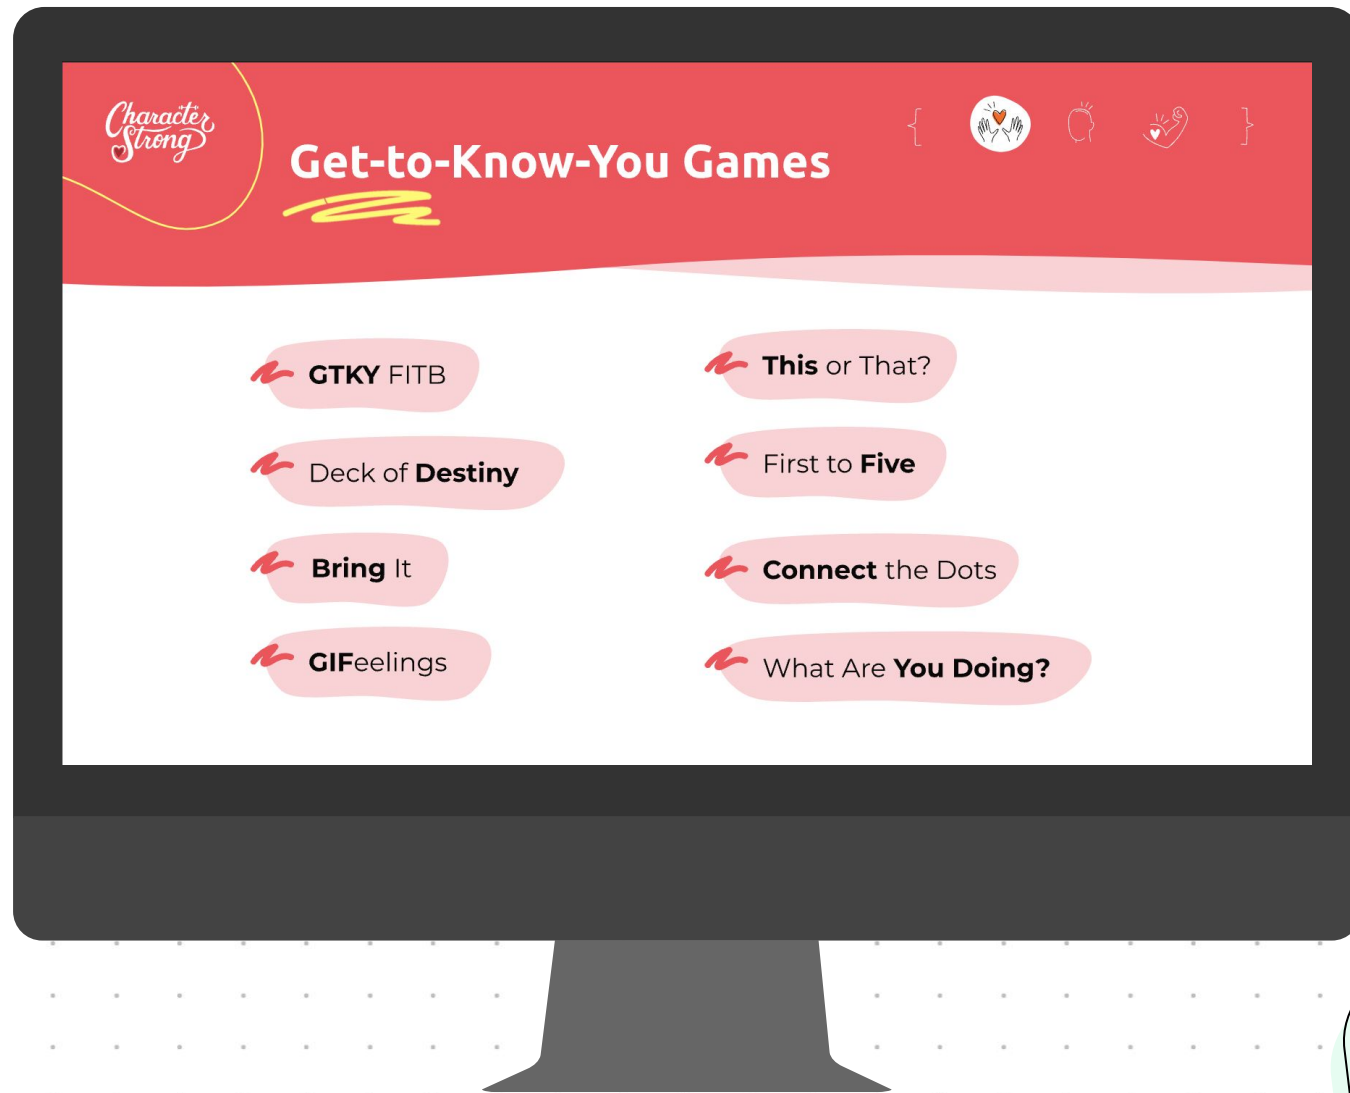 Character
Strong
Get-to-Know-You Games
GTKY FITB
Deck of Destiny
Bring It
GIFeelings
This or That?
First to Five
Connect the Dots
What Are You Doing?